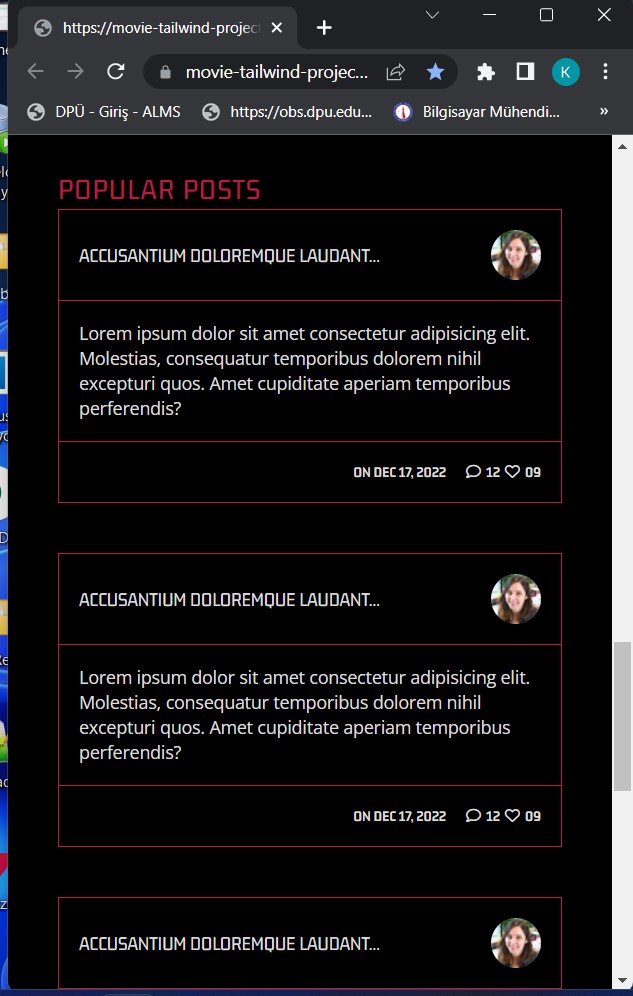 https://movie-tailwind-project
movie-tailwind-projec...
K
DPÜ - Giriş - ALMS
https://obs.dpu.edu...
Bilgisayar Mühendi...
»
POPULAR POSTS
ACCUSANTIUM DOLOREMQUE LAUDANT...
Lorem ipsum dolor sit amet consectetur adipisicing elit.
Molestias, consequatur temporibus dolorem nihil
excepturi quos. Amet cupiditate aperiam temporibus
perferendis?
ON DEC 17, 2022 12 09
ACCUSANTIUM DOLOREMQUE LAUDANT...
Lorem ipsum dolor sit amet consectetur adipisicing elit.
Molestias, consequatur temporibus dolorem nihil
excepturi quos. Amet cupiditate aperiam temporibus
perferendis?
ON DEC 17, 2022 12 09
ACCUSANTIUM DOLOREMQUE LAUDANT...